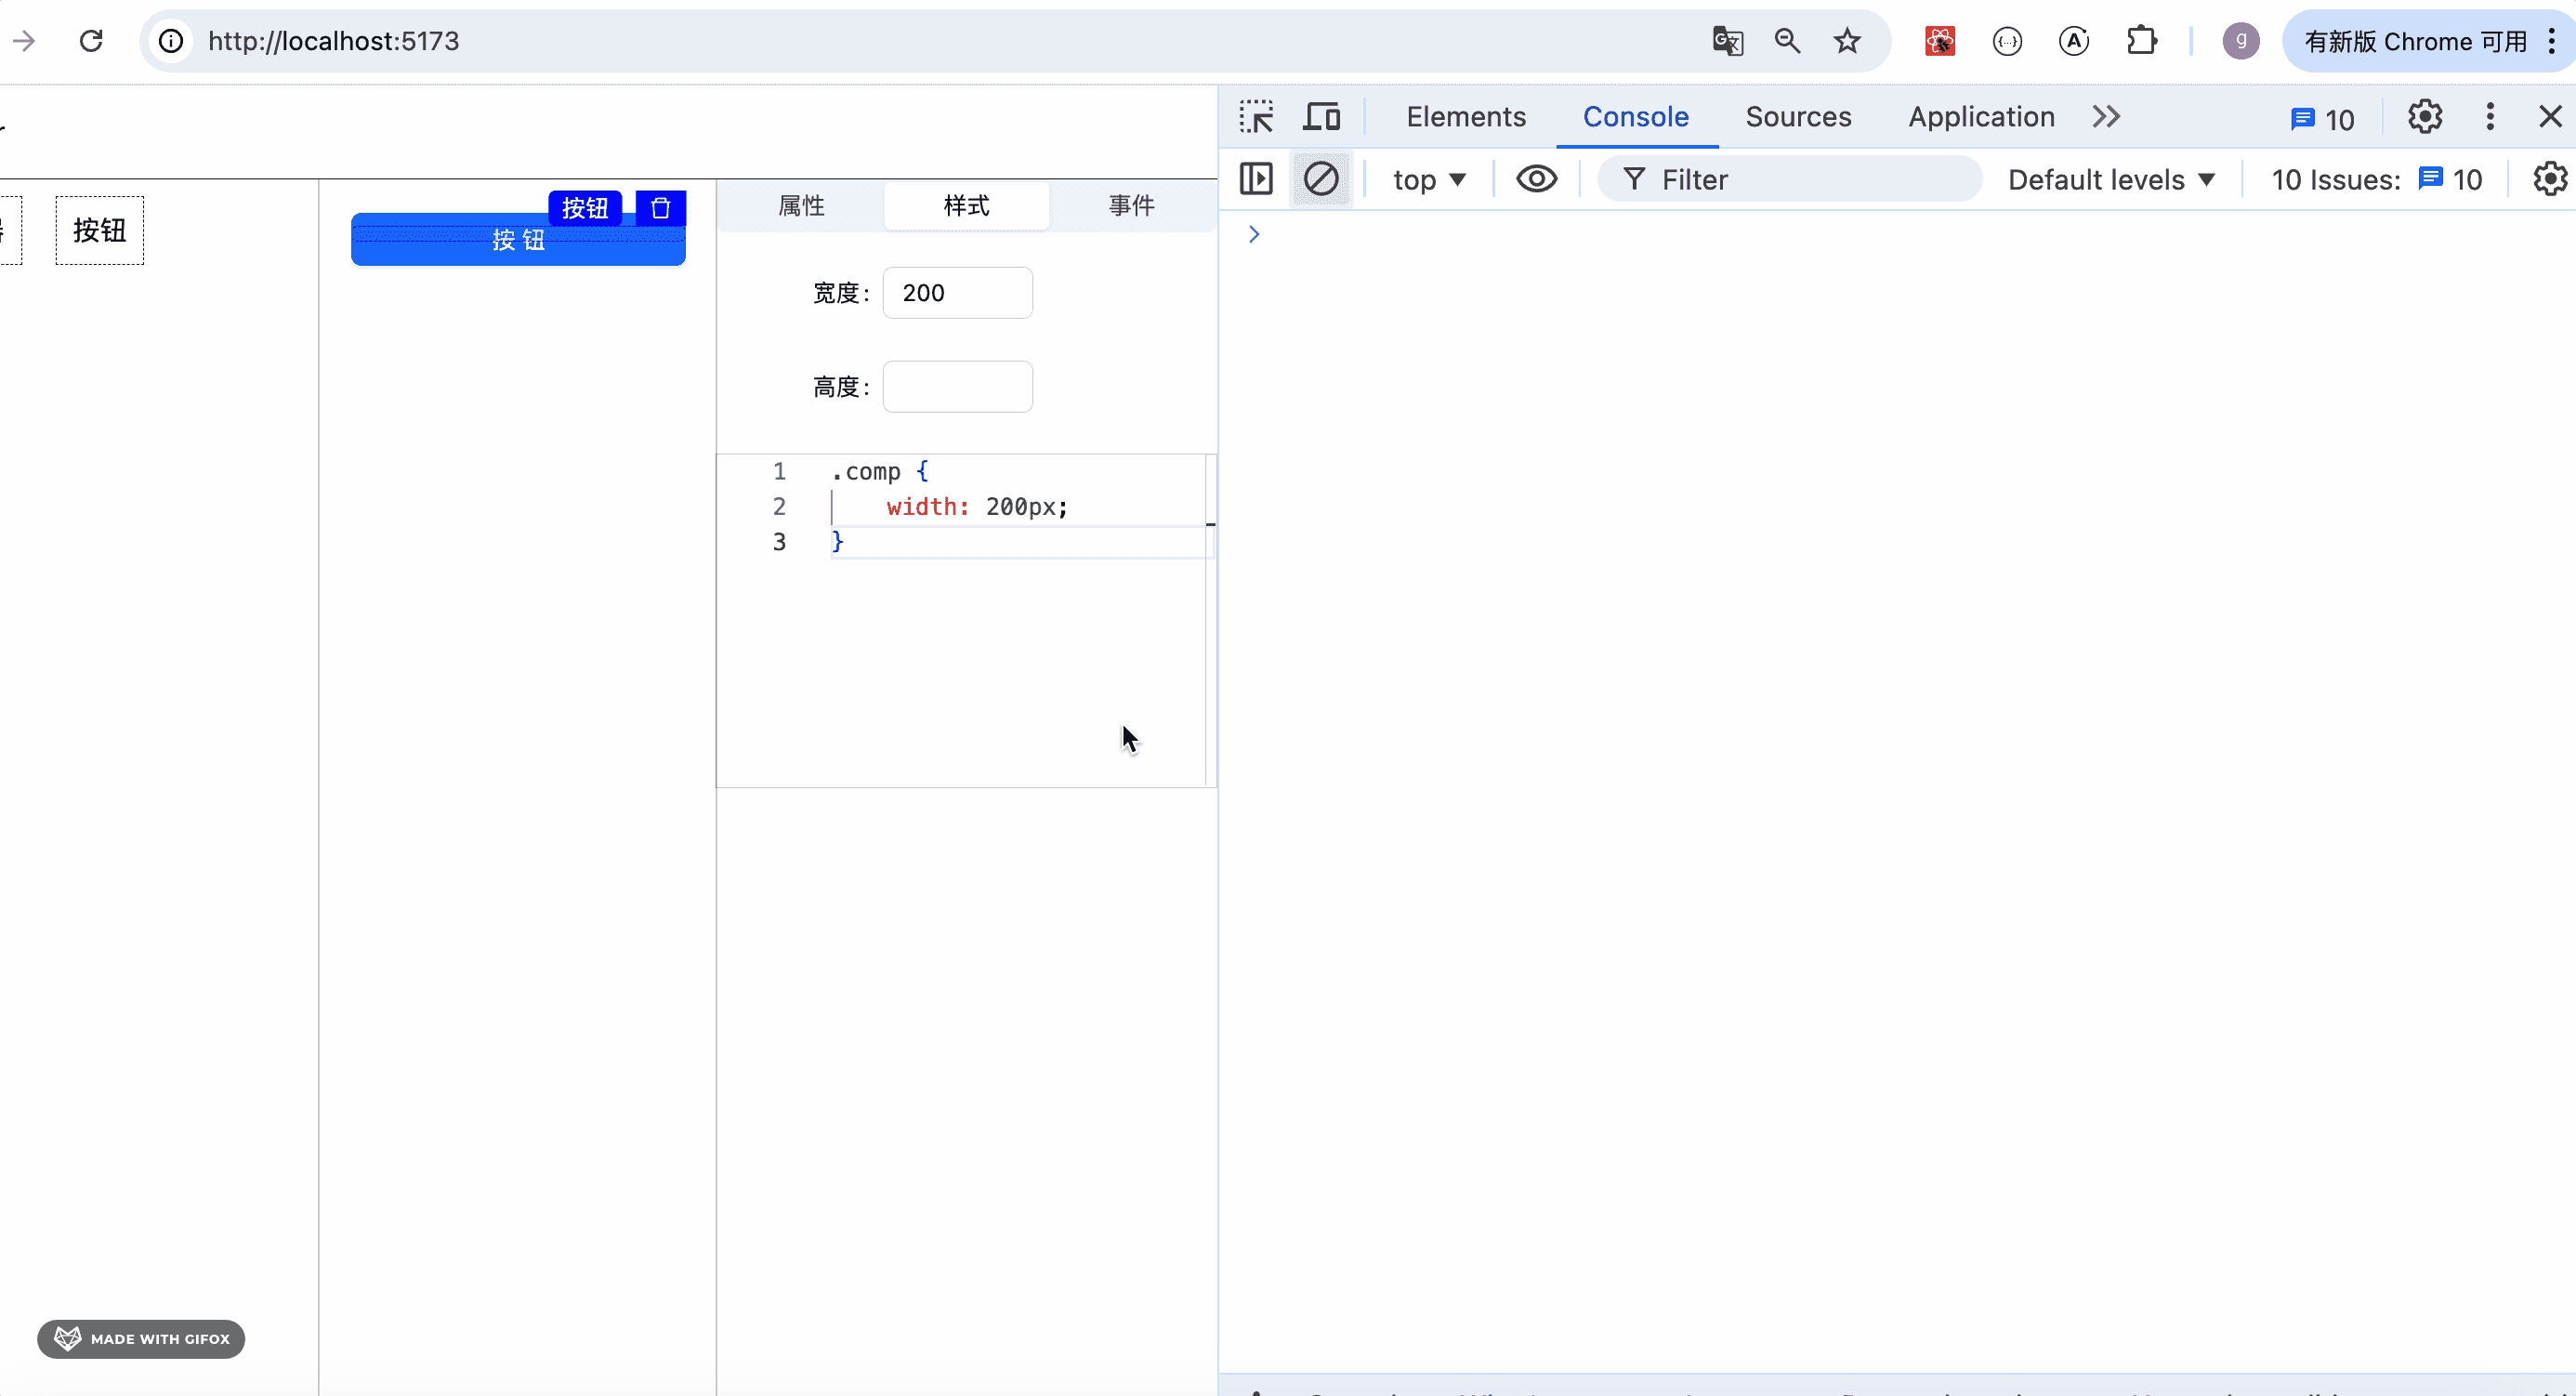 http://localhost:5173
g
有新版 Chrome 可用
Elements
Console
Sources
Application
10
top
Filter
Default levels
10 Issues:
10
按钮
按钮
按 钮
属性
样式
事件
宽度:
200
高度:
1 .comp {
2 width: 200px;
3 }
MADE WITH GIFOX